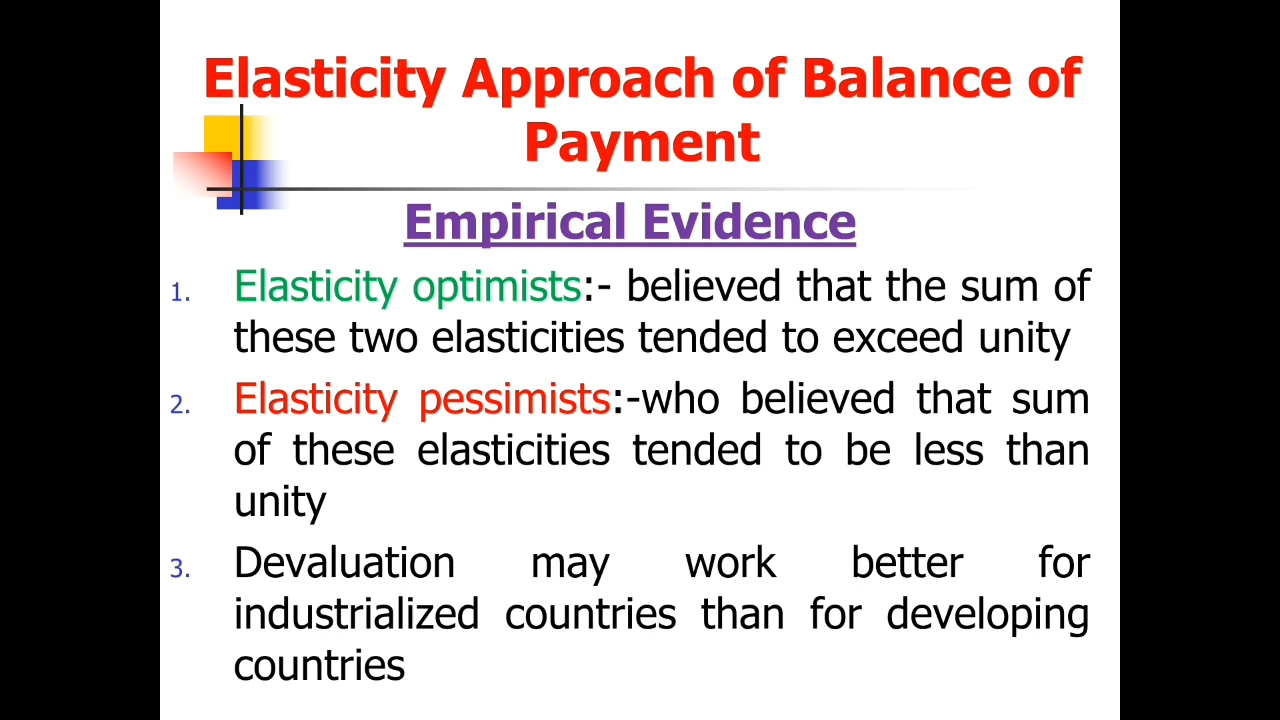 Elasticity Approach of Balance of
Payment
Empirical Evidence
1. Elasticity optimists:- believed that the sum of
these two elasticities tended to exceed unity
2. Elasticity pessimists:-who believed that sum
of these elasticities tended to be less than
unity
3. Devaluation may work better for
industrialized countries than for developing
countries